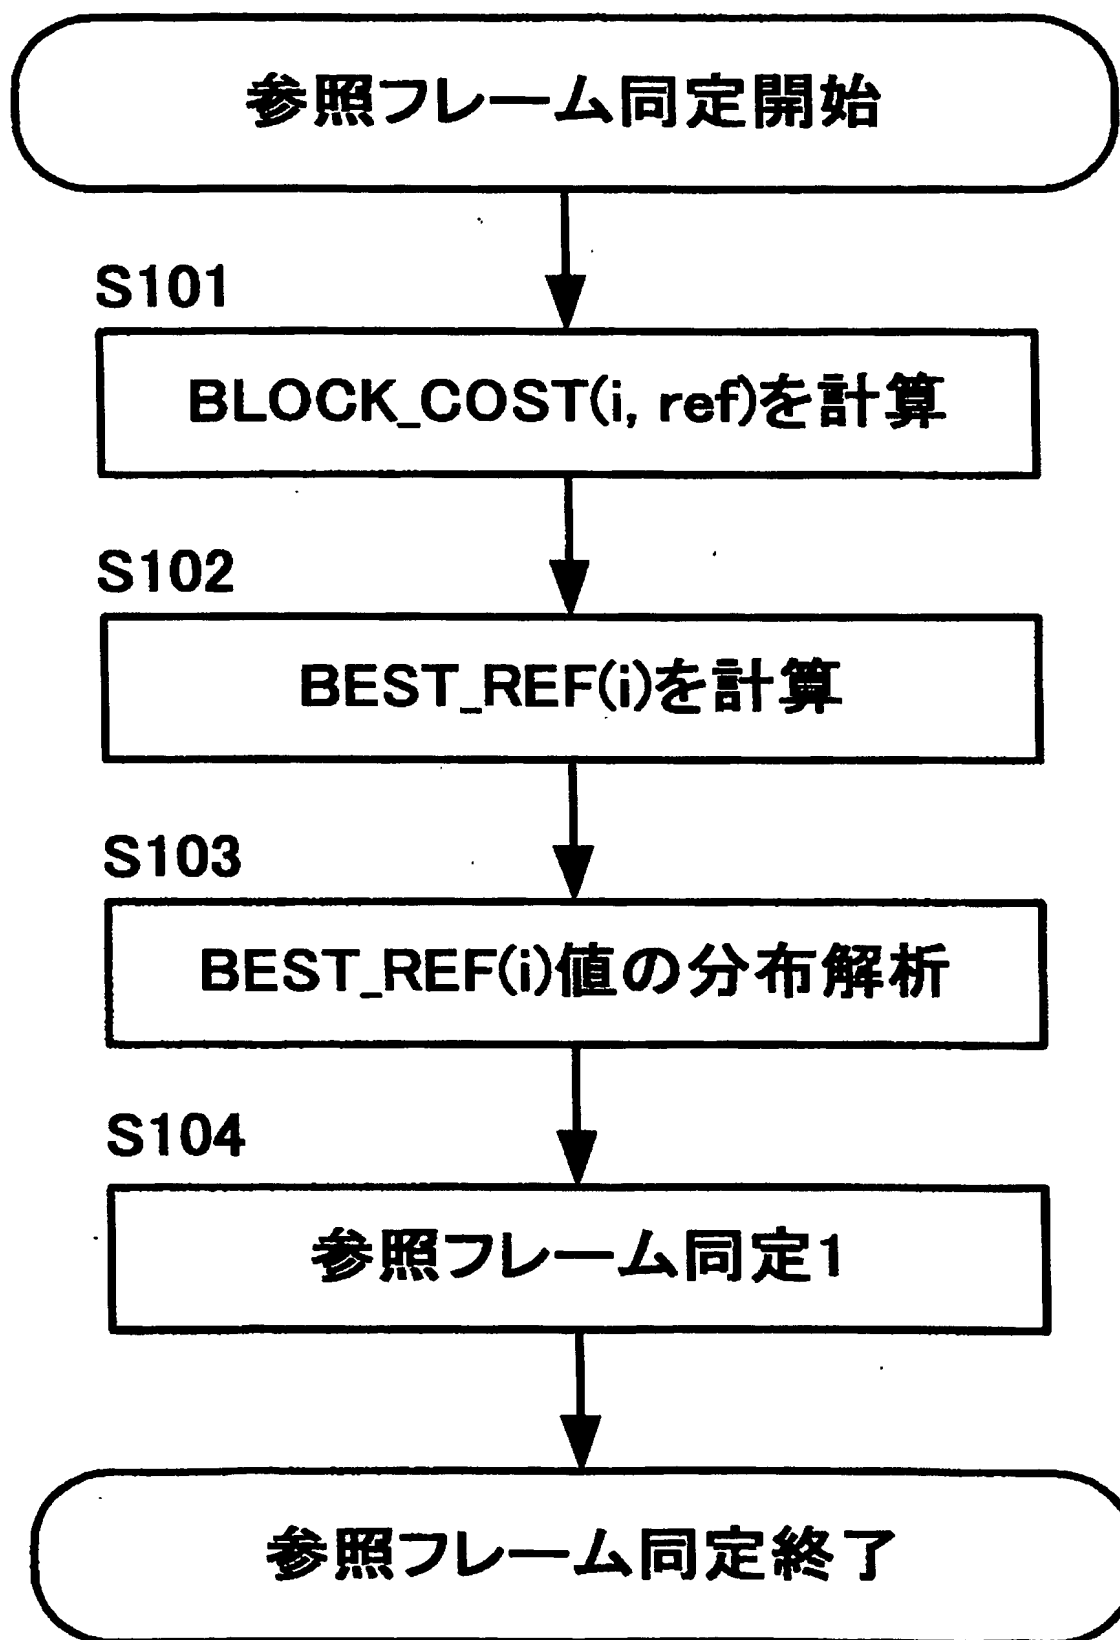 参照フレーム同定開始
S101
BLOCK_COST(i, ref)を計算
S102
BEST_REF(i)を計算
S103
BEST_REF(i)値の分布解析
S104
参照フレーム同定1
参照フレーム同定終了